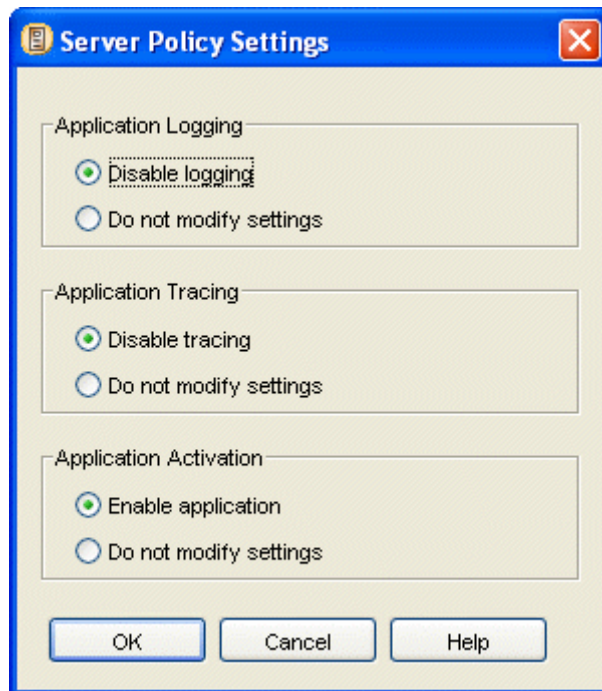 Server Policy Settings
Application Logging
Disable logging
Do not modify settings
Application Tracing
Disable tracing
Do not modify settings
Application Activation
Enable application
Do not modify settings
OK Cancel Help